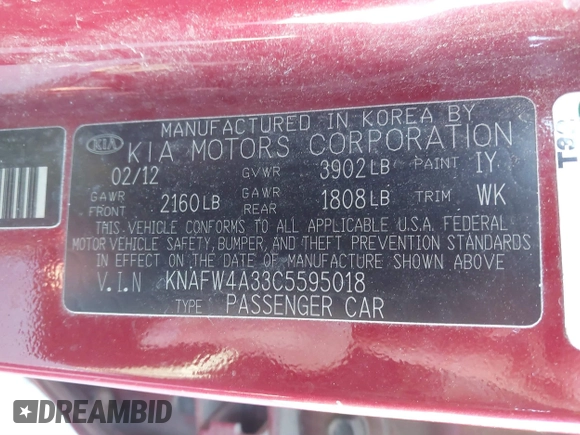 MANUFACTURED IN KOREA BY
KIA KIA MOTORS CORPORATION
02/12 GVWR 3902LB PAINT IY
GAWR FRONT 2160LB GAWR REAR 1808LB TRIM WK
THIS VEHICLE CONFORMS TO ALL APPLICABLE U.S.A. FEDERAL
MOTOR VEHICLE SAFETY, BUMPER, AND THEFT PREVENTION STANDARDS
IN EFFECT ON THE DATE OF MANUFACTURE SHOWN ABOVE
V.I.N KNAFW4A33C5595018
TYPE PASSENGER CAR
DREAMBID